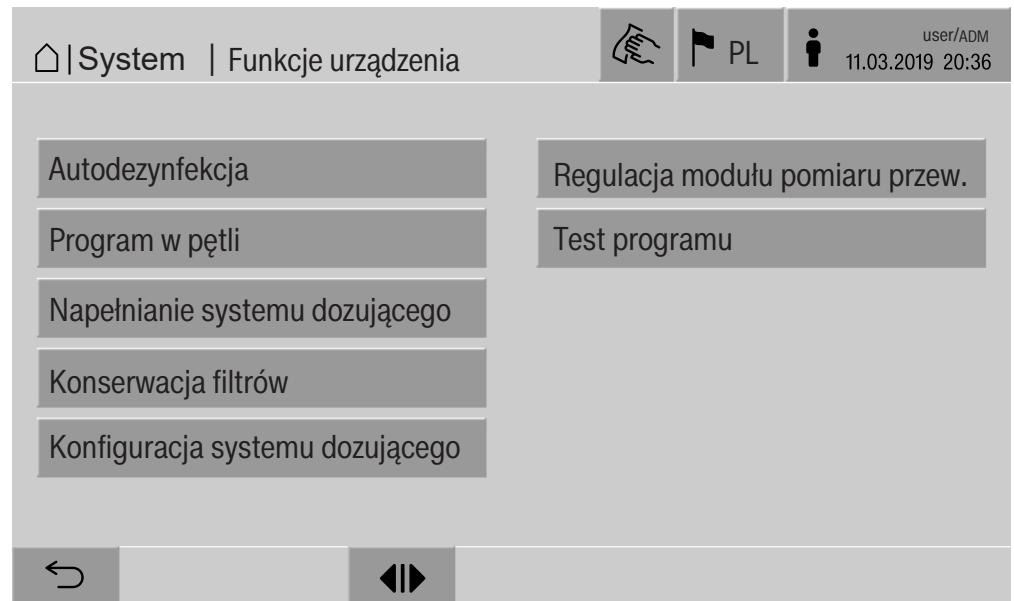 |System | Funkcje urządzenia
PL
user/ADM
11.03.2019 20:36
Autodezynfekcja
Program w pętli
Napełnianie systemu dozującego
Konserwacja filtrów
Konfiguracja systemu dozującego
Regulacja modułu pomiaru przew.
Test programu